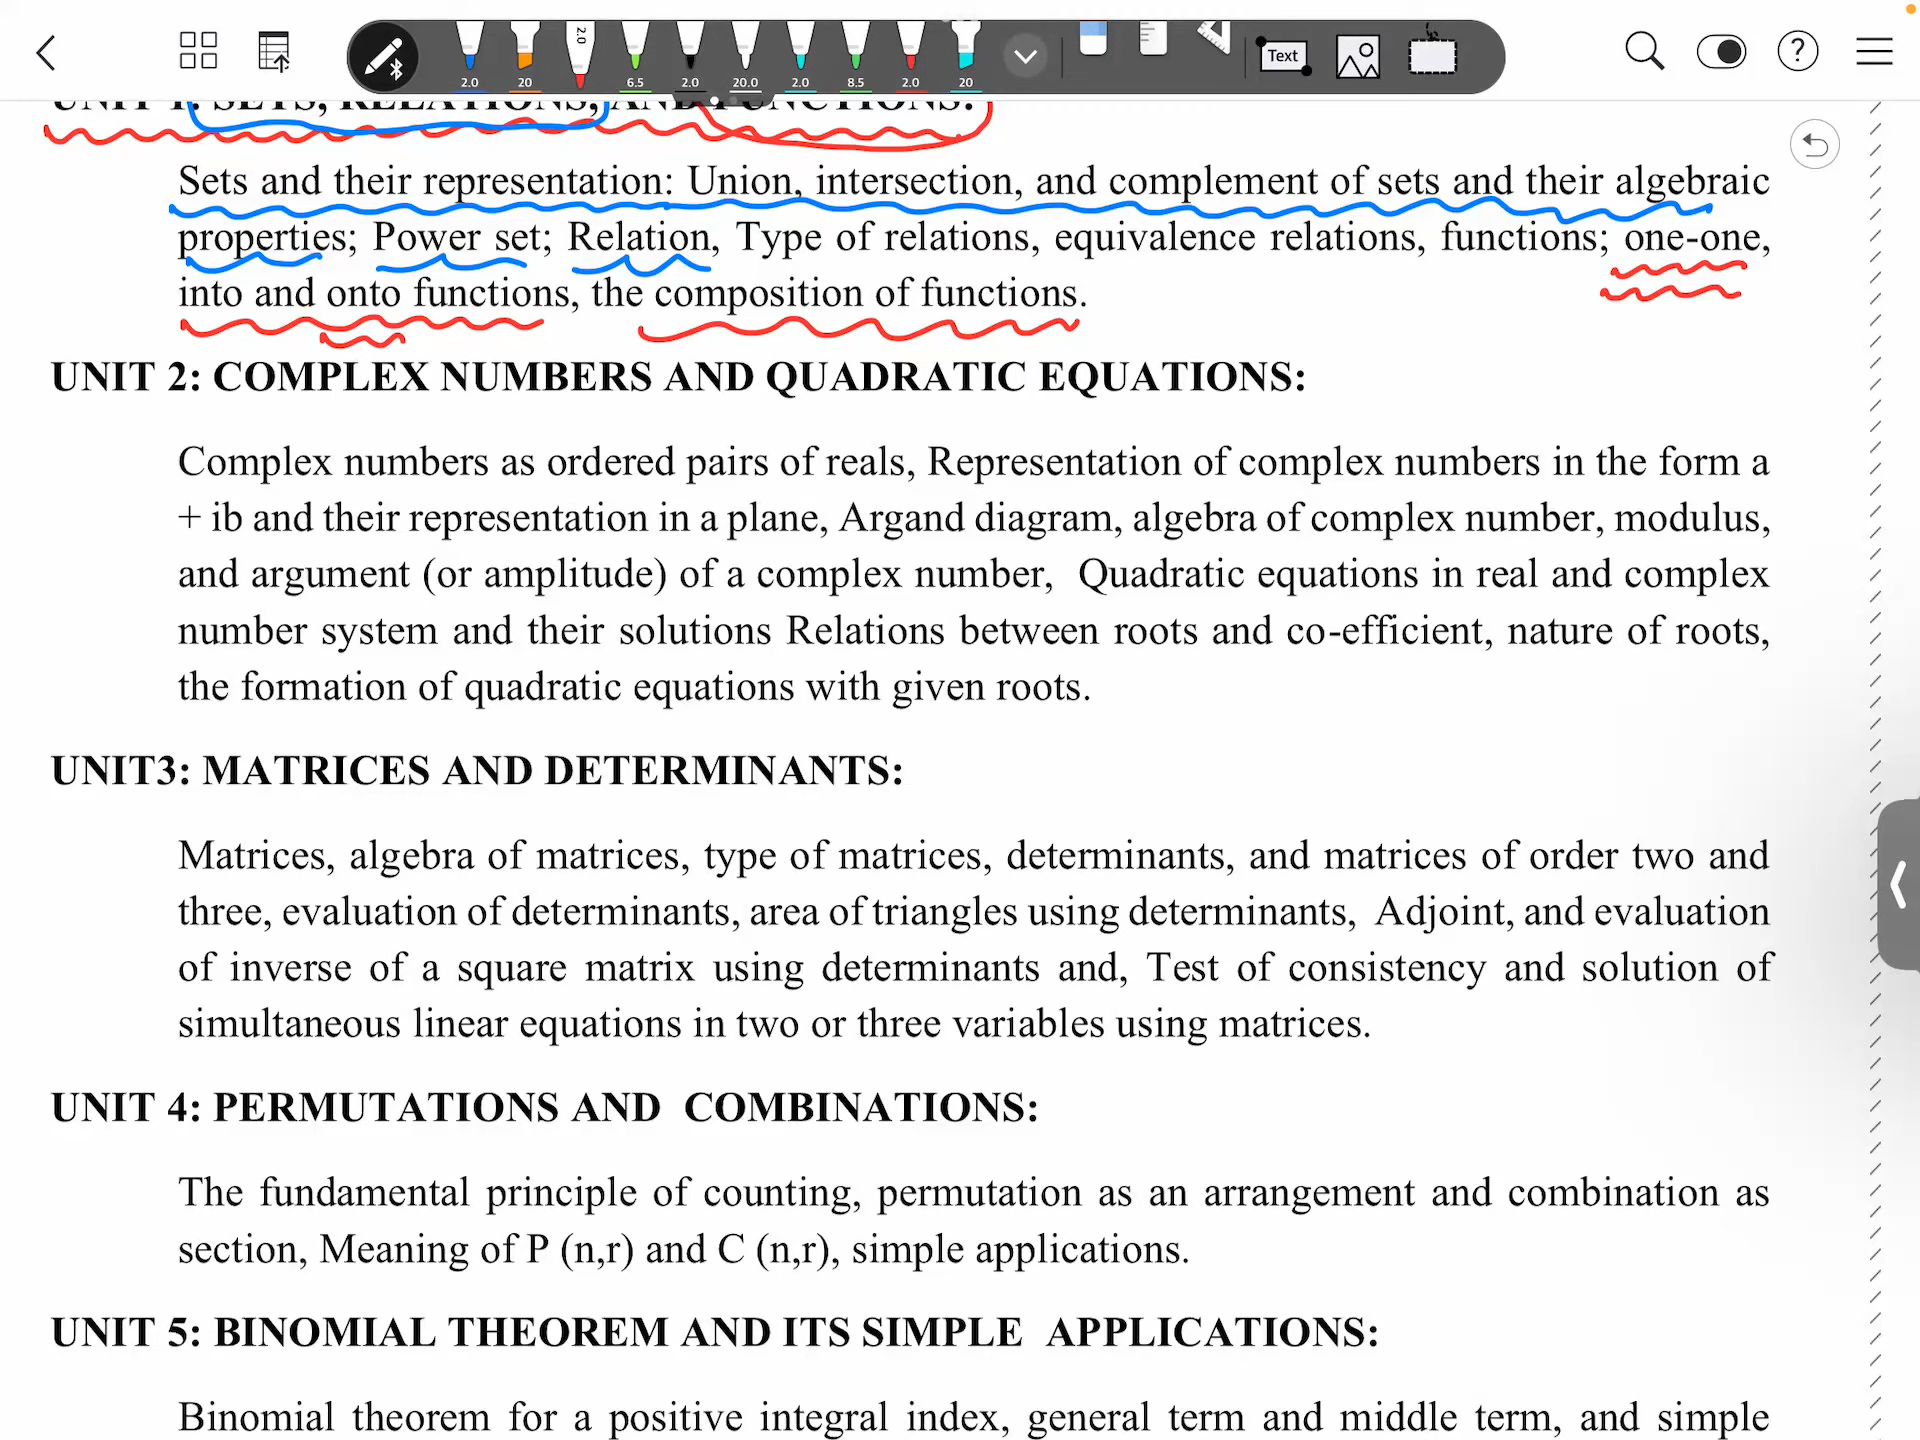 2.0 20 2.0 6.5 2.0 20.0 2.0 8.5 2.0 20 Text ?
UNIT 1: SETS, RELATIONS, AND FUNCTIONS:
Sets and their representation: Union, intersection, and complement of sets and their algebraic
properties; Power set; Relation, Type of relations, equivalence relations, functions; one-one,
into and onto functions, the composition of functions.
UNIT 2: COMPLEX NUMBERS AND QUADRATIC EQUATIONS:
Complex numbers as ordered pairs of reals, Representation of complex numbers in the form a
+ ib and their representation in a plane, Argand diagram, algebra of complex number, modulus,
and argument (or amplitude) of a complex number, Quadratic equations in real and complex
number system and their solutions Relations between roots and co-efficient, nature of roots,
the formation of quadratic equations with given roots.
UNIT3: MATRICES AND DETERMINANTS:
Matrices, algebra of matrices, type of matrices, determinants, and matrices of order two and
three, evaluation of determinants, area of triangles using determinants, Adjoint, and evaluation
of inverse of a square matrix using determinants and, Test of consistency and solution of
simultaneous linear equations in two or three variables using matrices.
UNIT 4: PERMUTATIONS AND COMBINATIONS:
The fundamental principle of counting, permutation as an arrangement and combination as
section, Meaning of P (n,r) and C (n,r), simple applications.
UNIT 5: BINOMIAL THEOREM AND ITS SIMPLE APPLICATIONS:
Binomial theorem for a positive integral index, general term and middle term, and simple